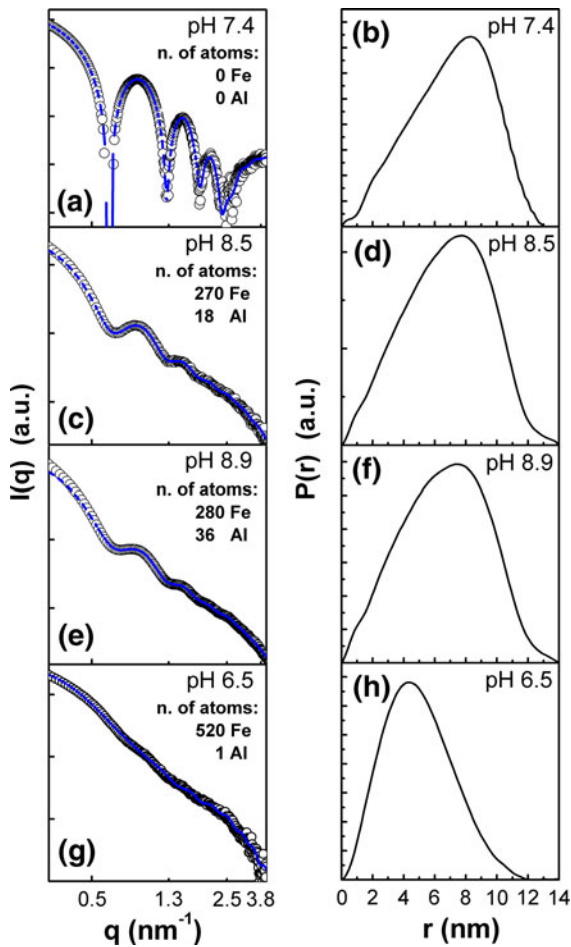 pH 7.4
n. of atoms:
0 Fe
0 Al
(a)
(b) pH 7.4
pH 8.5
n. of atoms:
270 Fe
18 Al
(c)
(d) pH 8.5
pH 8.9
n. of atoms:
280 Fe
36 Al
(e)
(f) pH 8.9
pH 6.5
n. of atoms:
520 Fe
1 Al
(g)
(h) pH 6.5
I(q) (a.u.)
P(r) (a.u.)
0.5 1.3 2.5 3.8
q (nm⁻¹)
0 2 4 6 8 10 12 14
r (nm)